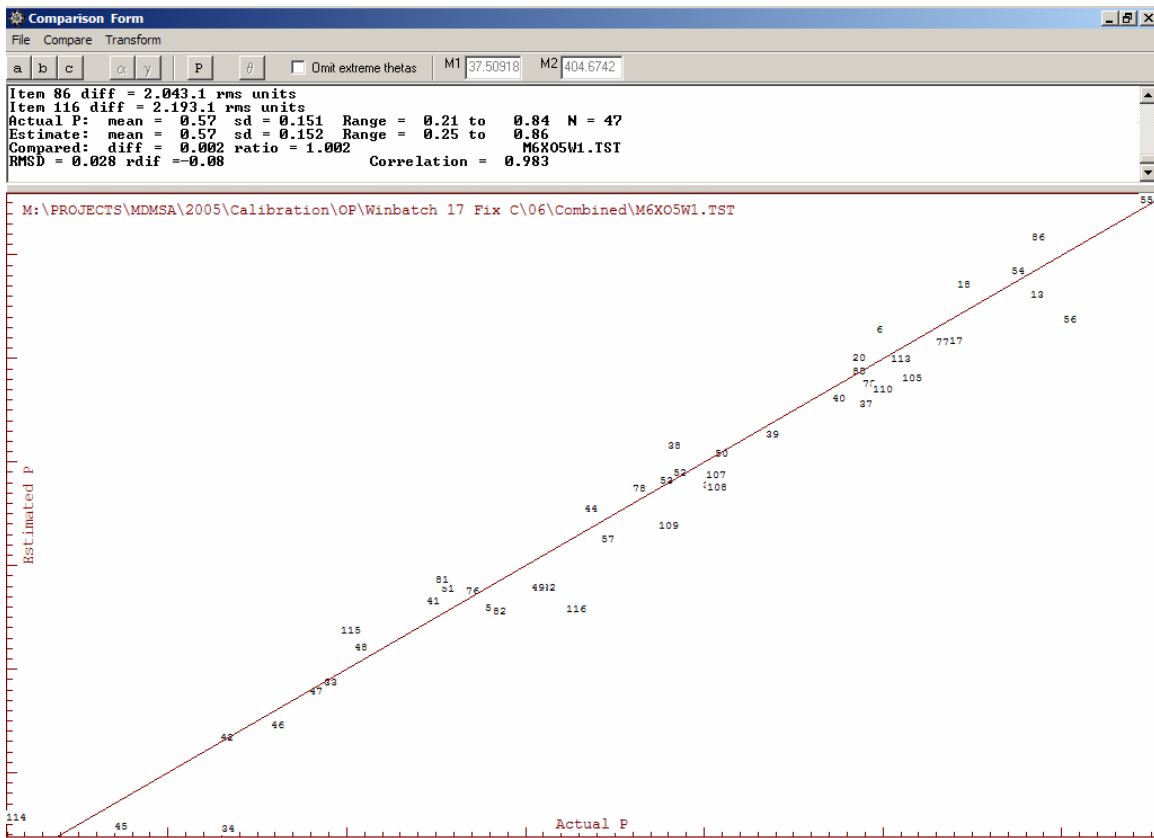 Comparison Form
File Compare Transform
a b c α γ P θ Omit extreme thetas M1 37.50918 M2 404.6742
Item 86 diff = 2.043.1 rms units
Item 116 diff = 2.193.1 rms units
Actual P: mean = 0.57 sd = 0.151 Range = 0.21 to 0.84 N = 47
Estimate: mean = 0.57 sd = 0.152 Range = 0.25 to 0.86
Compared: diff = 0.002 ratio = 1.002 M6XO5W1.TST
RMSD = 0.028 rdif =-0.08 Correlation = 0.983
M:\PROJECTS\MDMSA\2005\Calibration\OP\Winbatch 17 Fix C\06\Combined\M6XO5W1.TST
55
86
54
18
13
56
6
77 17
20 113
88
105
110
40
37
39
38
50
52
107
53
78 108
44
109
57
81
51 76 49
41
82 116
115
48
33
47
46
42
114
45 34
Estimated P
Actual P